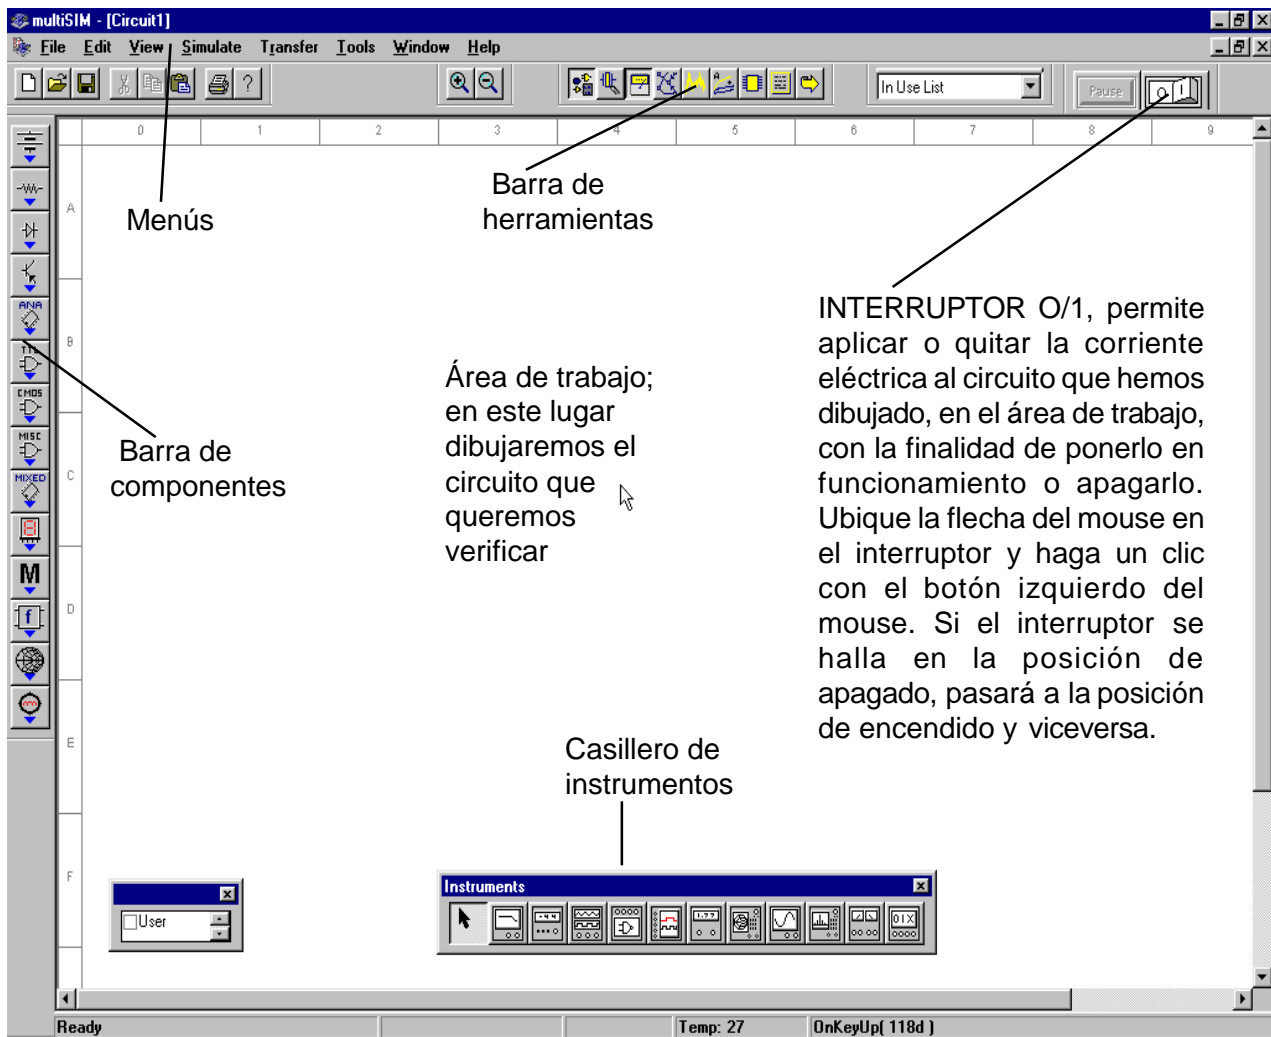 multiSIM - [Circuit1]
File Edit View Simulate Transfer Tools Window Help
In Use List
Pause
0 1
0 1 2 3 4 5 6 7 8 9
A
B
C
D
E
F
ANA
TTL
CMOS
MISC
MIXED
M
f
Menús
Barra de
herramientas
Barra de
componentes
Área de trabajo;
en este lugar
dibujaremos el
circuito que
queremos
verificar
INTERRUPTOR O/1, permite
aplicar o quitar la corriente
eléctrica al circuito que hemos
dibujado, en el área de trabajo,
con la finalidad de ponerlo en
funcionamiento o apagarlo.
Ubique la flecha del mouse en
el interruptor y haga un clic
con el botón izquierdo del
mouse. Si el interruptor se
halla en la posición de
apagado, pasará a la posición
de encendido y viceversa.
Casillero de
instrumentos
User
Instruments
Ready
Temp: 27
OnKeyUp( 118d )